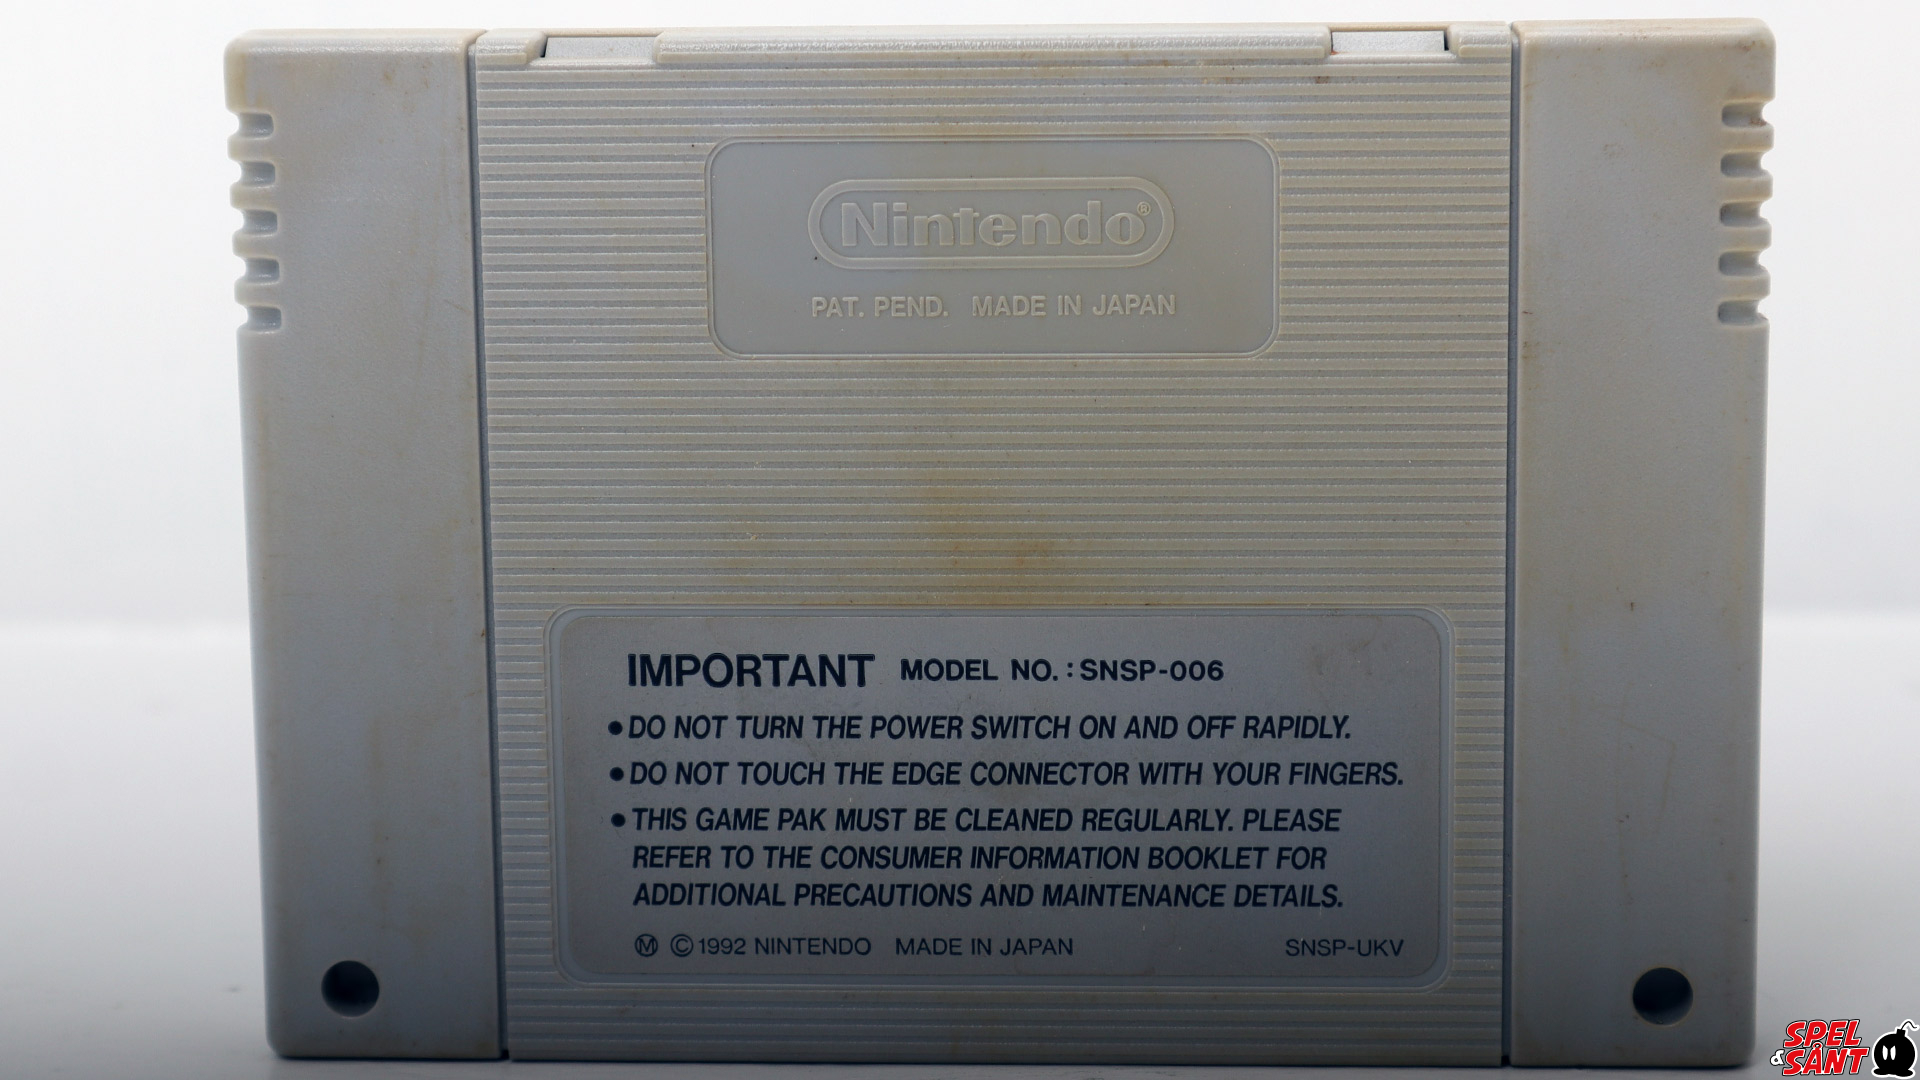 Nintendo®
PAT. PEND. MADE IN JAPAN
IMPORTANT MODEL NO.:SNSP-006
●DO NOT TURN THE POWER SWITCH ON AND OFF RAPIDLY.
●DO NOT TOUCH THE EDGE CONNECTOR WITH YOUR FINGERS.
●THIS GAME PAK MUST BE CLEANED REGULARLY. PLEASE
REFER TO THE CONSUMER INFORMATION BOOKLET FOR
ADDITIONAL PRECAUTIONS AND MAINTENANCE DETAILS.
Ⓜ ©1992 NINTENDO MADE IN JAPAN SNSP-UKV
SPEL
&SÅNT